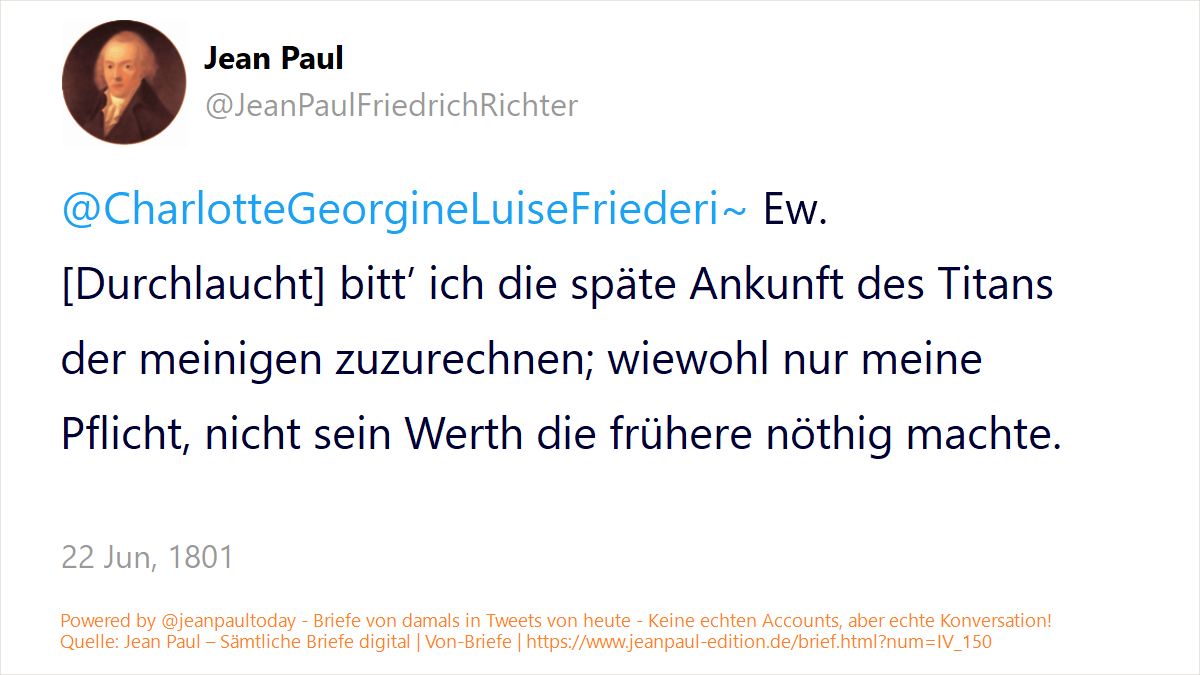 Jean Paul
@JeanPaulFriedrichRichter
@CharlotteGeorgineLuiseFriederi~ Ew.
[Durchlaucht] bitt’ ich die späte Ankunft des Titans
der meinigen zuzurechnen; wiewohl nur meine
Pflicht, nicht sein Werth die frühere nöthig machte.
22 Jun, 1801
Powered by @jeanpaultoday - Briefe von damals in Tweets von heute - Keine echten Accounts, aber echte Konversation!
Quelle: Jean Paul – Sämtliche Briefe digital | Von-Briefe | https://www.jeanpaul-edition.de/brief.html?num=IV_150